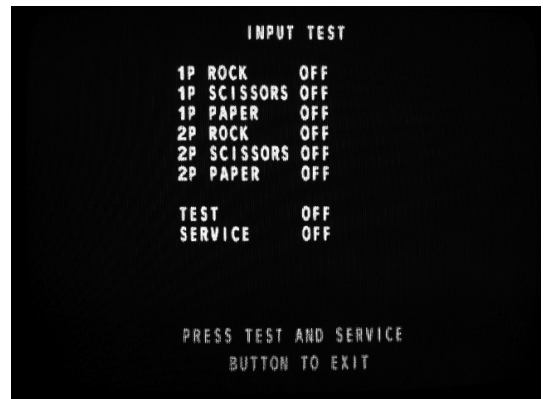 INPUT TEST
1P ROCK OFF
1P SCISSORS OFF
1P PAPER OFF
2P ROCK OFF
2P SCISSORS OFF
2P PAPER OFF
TEST OFF
SERVICE OFF
PRESS TEST AND SERVICE
BUTTON TO EXIT